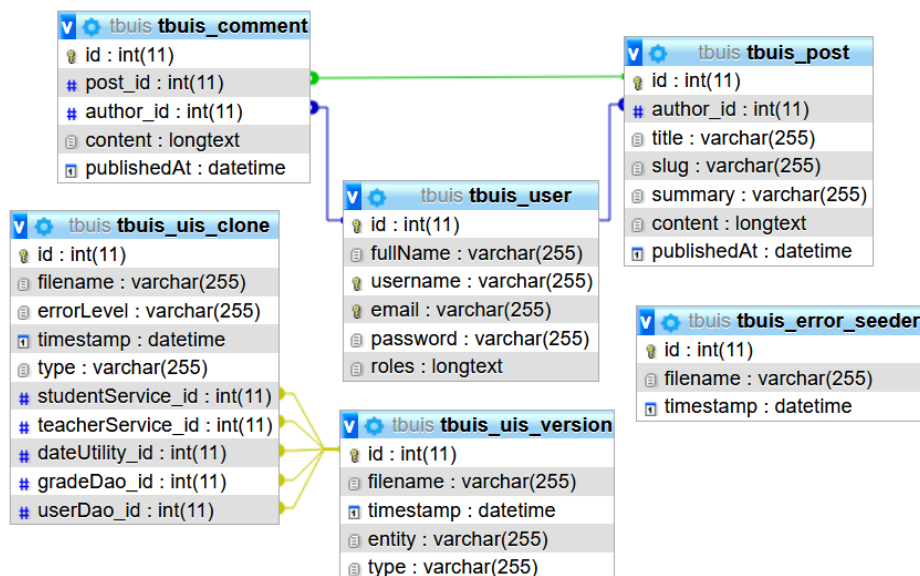 tbuis tbuis_comment
id : int(11)
# post_id : int(11)
# author_id : int(11)
content : longtext
publishedAt : datetime
tbuis tbuis_post
id : int(11)
# author_id : int(11)
title : varchar(255)
slug : varchar(255)
summary : varchar(255)
content : longtext
publishedAt : datetime
tbuis tbuis_user
id : int(11)
fullName : varchar(255)
username : varchar(255)
email : varchar(255)
password : varchar(255)
roles : longtext
tbuis tbuis_uis_clone
id : int(11)
filename : varchar(255)
errorLevel : varchar(255)
timestamp : datetime
type : varchar(255)
# studentService_id : int(11)
# teacherService_id : int(11)
# dateUtility_id : int(11)
# gradeDao_id : int(11)
# userDao_id : int(11)
tbuis tbuis_error_seeder
id : int(11)
filename : varchar(255)
timestamp : datetime
tbuis tbuis_uis_version
id : int(11)
filename : varchar(255)
timestamp : datetime
entity : varchar(255)
type : varchar(255)